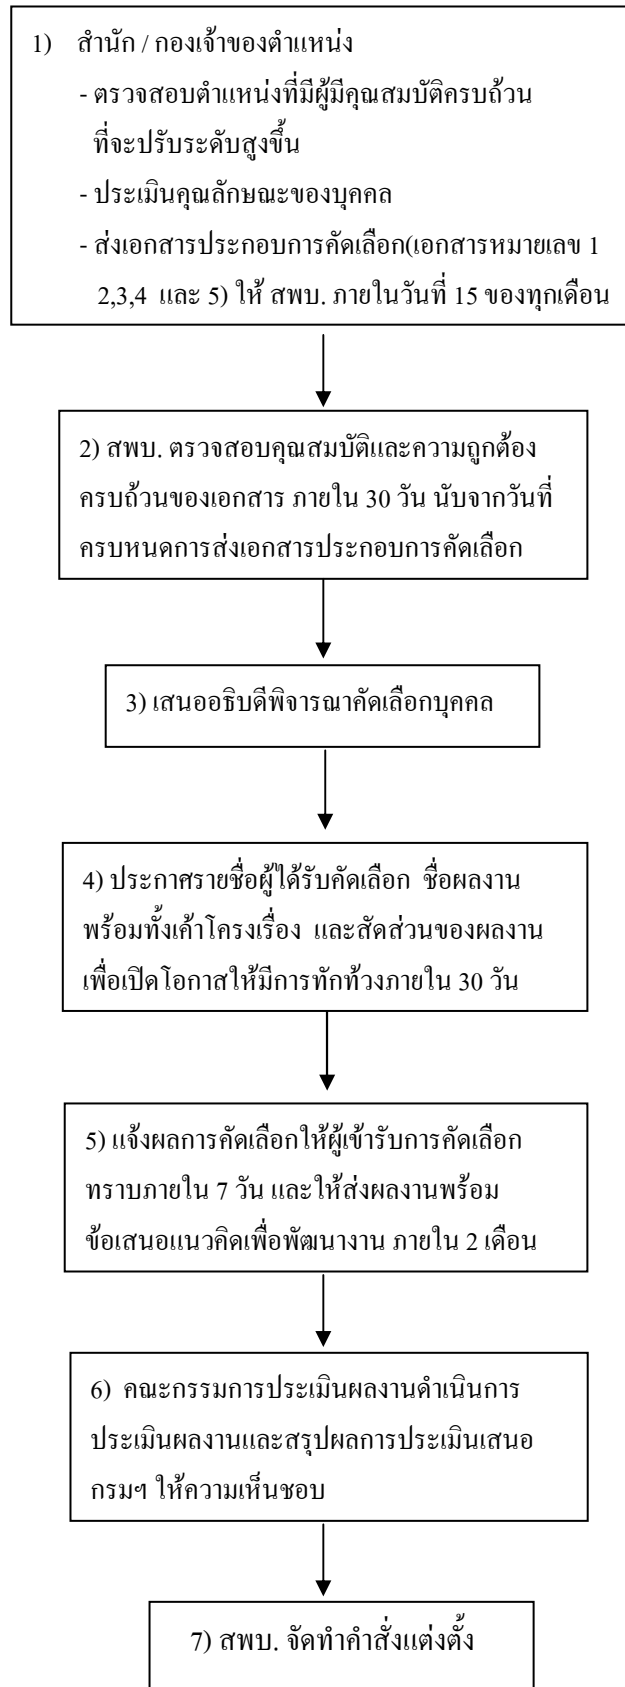 1) สำนัก / กองเจ้าของตำแหน่ง
- ตรวจสอบตำแหน่งที่มีผู้มีคุณสมบัติครบถ้วน
ที่จะปรับระดับสูงขึ้น
- ประเมินคุณลักษณะของบุคคล
- ส่งเอกสารประกอบการคัดเลือก(เอกสารหมายเลข 1
2,3,4 และ 5) ให้ สพบ. ภายในวันที่ 15 ของทุกเดือน
2) สพบ. ตรวจสอบคุณสมบัติและความถูกต้อง
ครบถ้วนของเอกสาร ภายใน 30 วัน นับจากวันที่
ครบหนดการส่งเอกสารประกอบการคัดเลือก
3) เสนออธิบดีพิจารณาคัดเลือกบุคคล
4) ประกาศรายชื่อผู้ได้รับคัดเลือก ชื่อผลงาน
พร้อมทั้งเค้าโครงเรื่อง และสัดส่วนของผลงาน
เพื่อเปิดโอกาสให้มีการทักท้วงภายใน 30 วัน
5) แจ้งผลการคัดเลือกให้ผู้เข้ารับการคัดเลือก
ทราบภายใน 7 วัน และให้ส่งผลงานพร้อม
ข้อเสนอแนวคิดเพื่อพัฒนางาน ภายใน 2 เดือน
6) คณะกรรมการประเมินผลงานดำเนินการ
ประเมินผลงานและสรุปผลการประเมินเสนอ
กรมฯ ให้ความเห็นชอบ
7) สพบ. จัดทำคำสั่งแต่งตั้ง